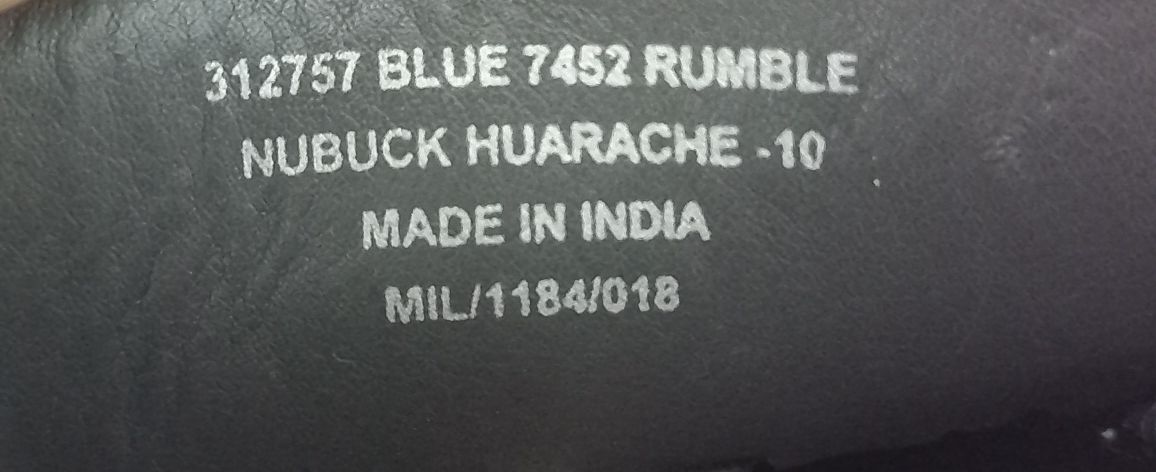 312757 BLUE 7452 RUMBLE
NUBUCK HUARACHE -10
MADE IN INDIA
MIL/1184/018